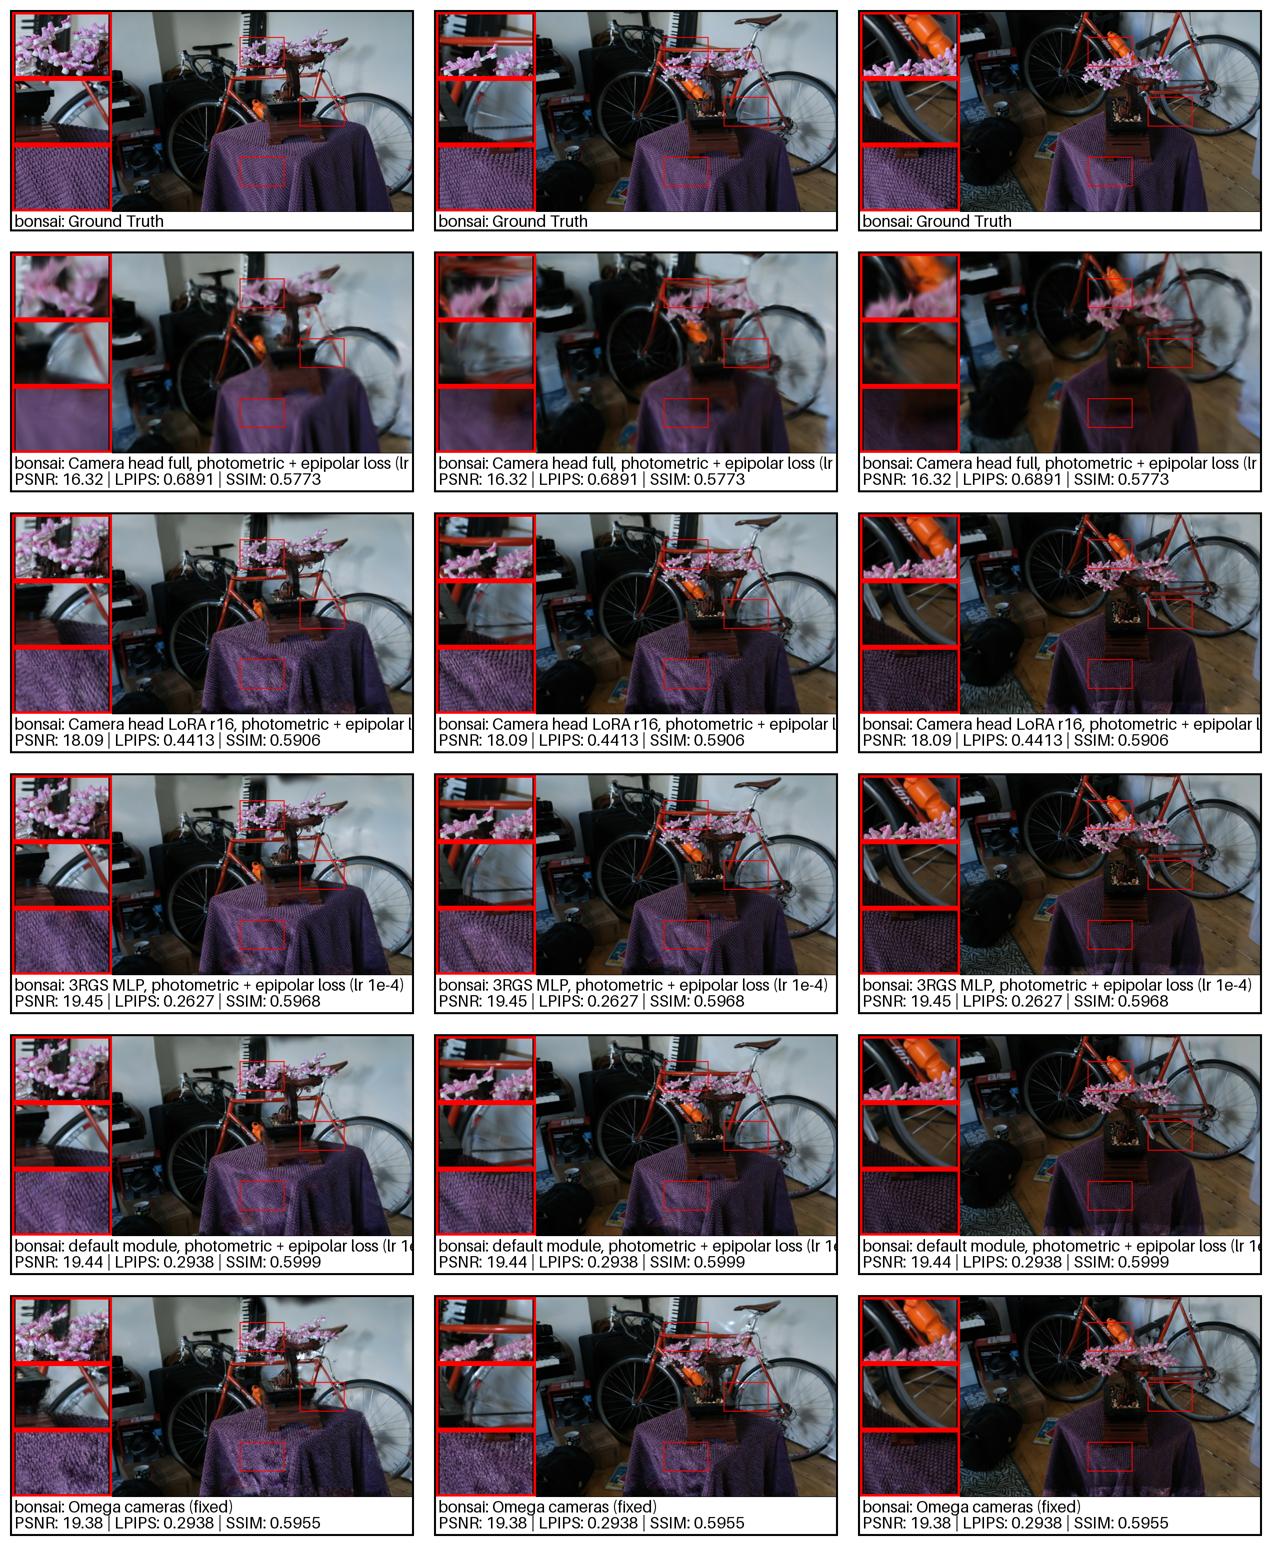 bonsai: Ground Truth
bonsai: Ground Truth
bonsai: Ground Truth
bonsai: Camera head full, photometric + epipolar loss (lr
PSNR: 16.32 | LPIPS: 0.6891 | SSIM: 0.5773
bonsai: Camera head full, photometric + epipolar loss (lr
PSNR: 16.32 | LPIPS: 0.6891 | SSIM: 0.5773
bonsai: Camera head full, photometric + epipolar loss (lr
PSNR: 16.32 | LPIPS: 0.6891 | SSIM: 0.5773
bonsai: Camera head LoRA r16, photometric + epipolar l
PSNR: 18.09 | LPIPS: 0.4413 | SSIM: 0.5906
bonsai: Camera head LoRA r16, photometric + epipolar l
PSNR: 18.09 | LPIPS: 0.4413 | SSIM: 0.5906
bonsai: Camera head LoRA r16, photometric + epipolar l
PSNR: 18.09 | LPIPS: 0.4413 | SSIM: 0.5906
bonsai: 3RGS MLP, photometric + epipolar loss (lr 1e-4)
PSNR: 19.45 | LPIPS: 0.2627 | SSIM: 0.5968
bonsai: 3RGS MLP, photometric + epipolar loss (lr 1e-4)
PSNR: 19.45 | LPIPS: 0.2627 | SSIM: 0.5968
bonsai: 3RGS MLP, photometric + epipolar loss (lr 1e-4)
PSNR: 19.45 | LPIPS: 0.2627 | SSIM: 0.5968
bonsai: default module, photometric + epipolar loss (lr 1e
PSNR: 19.44 | LPIPS: 0.2938 | SSIM: 0.5999
bonsai: default module, photometric + epipolar loss (lr 1e
PSNR: 19.44 | LPIPS: 0.2938 | SSIM: 0.5999
bonsai: default module, photometric + epipolar loss (lr 1e
PSNR: 19.44 | LPIPS: 0.2938 | SSIM: 0.5999
bonsai: Omega cameras (fixed)
PSNR: 19.38 | LPIPS: 0.2938 | SSIM: 0.5955
bonsai: Omega cameras (fixed)
PSNR: 19.38 | LPIPS: 0.2938 | SSIM: 0.5955
bonsai: Omega cameras (fixed)
PSNR: 19.38 | LPIPS: 0.2938 | SSIM: 0.5955